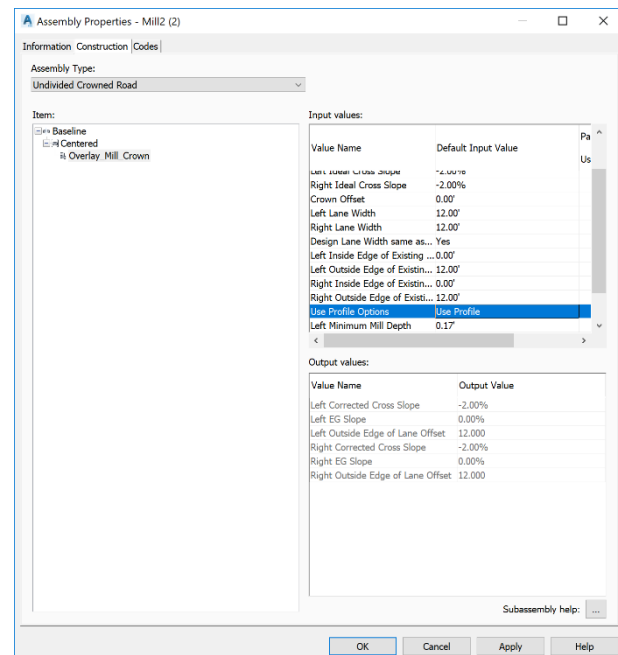 Assembly Properties - Mill2 (2)
Information Construction Codes
Assembly Type:
Undivided Crowned Road
Item:
Baseline
Centered
Overlay_Mill_Crown
Input values:
Value Name Default Input Value Pa
Us
Left Ideal Cross Slope -2.00%
Right Ideal Cross Slope -2.00%
Crown Offset 0.00'
Left Lane Width 12.00'
Right Lane Width 12.00'
Design Lane Width same as... Yes
Left Inside Edge of Existing ... 0.00'
Left Outside Edge of Existin... 12.00'
Right Inside Edge of Existin... 0.00'
Right Outside Edge of Existi... 12.00'
Use Profile Options Use Profile
Left Minimum Mill Depth 0.17'
Output values:
Value Name Output Value
Left Corrected Cross Slope -2.00%
Left EG Slope 0.00%
Left Outside Edge of Lane Offset 12.000
Right Corrected Cross Slope -2.00%
Right EG Slope 0.00%
Right Outside Edge of Lane Offset 12.000
Subassembly help: ...
OK Cancel Apply Help